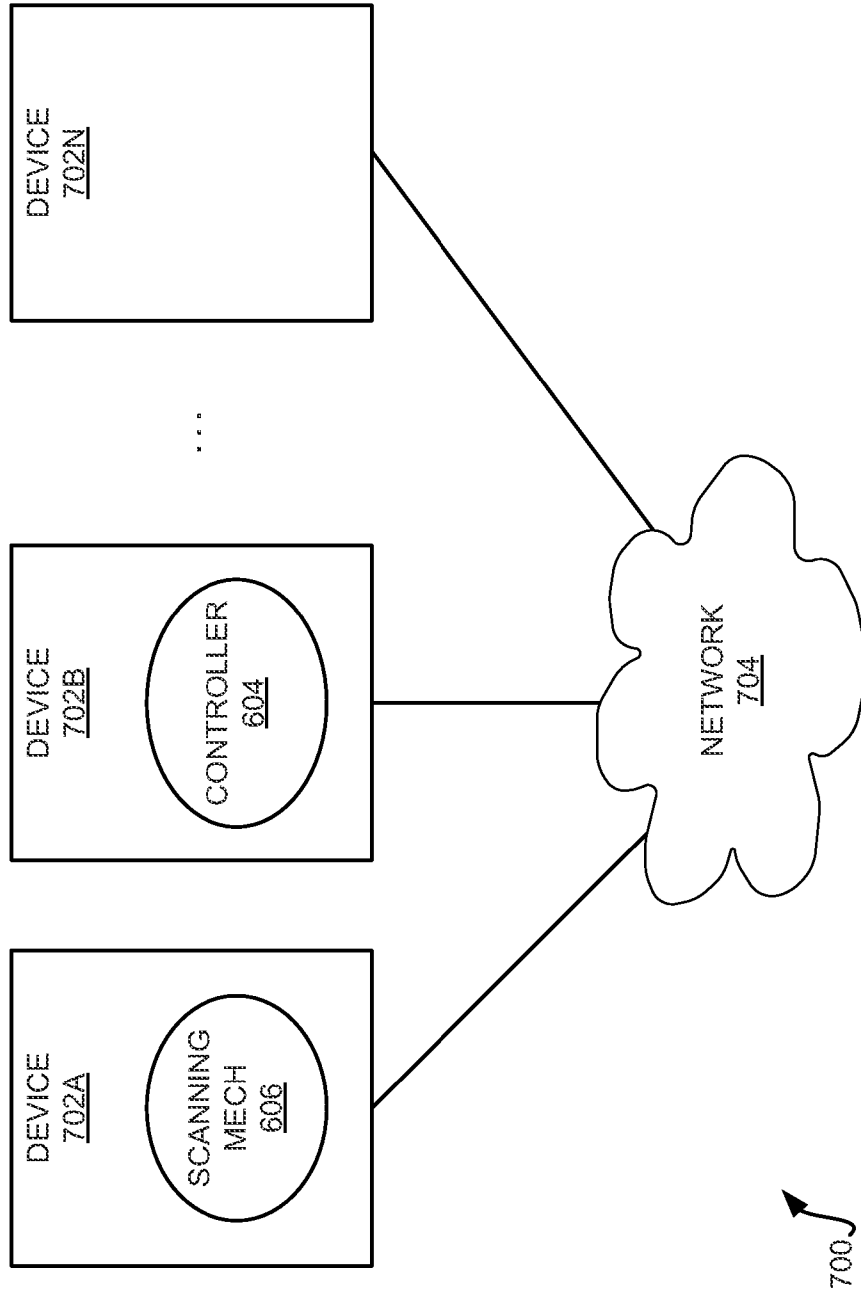 DEVICE
702A
SCANNING
MECH
606
DEVICE
702B
CONTROLLER
604
. . .
DEVICE
702N
NETWORK
704
700